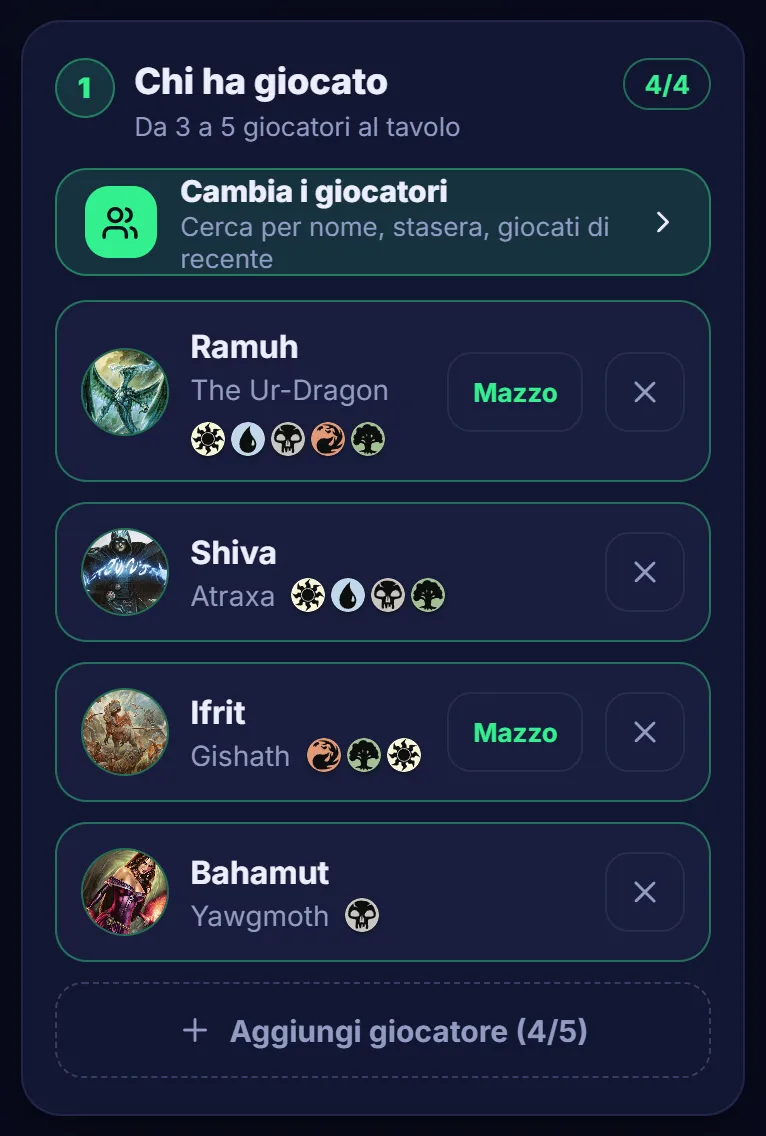 1
Chi ha giocato
4/4
Da 3 a 5 giocatori al tavolo
Cambia i giocatori
Cerca per nome, stasera, giocati di
recente
Ramuh
The Ur-Dragon
Mazzo
Shiva
Atraxa
Ifrit
Gishath
Mazzo
Bahamut
Yawgmoth
Aggiungi giocatore (4/5)